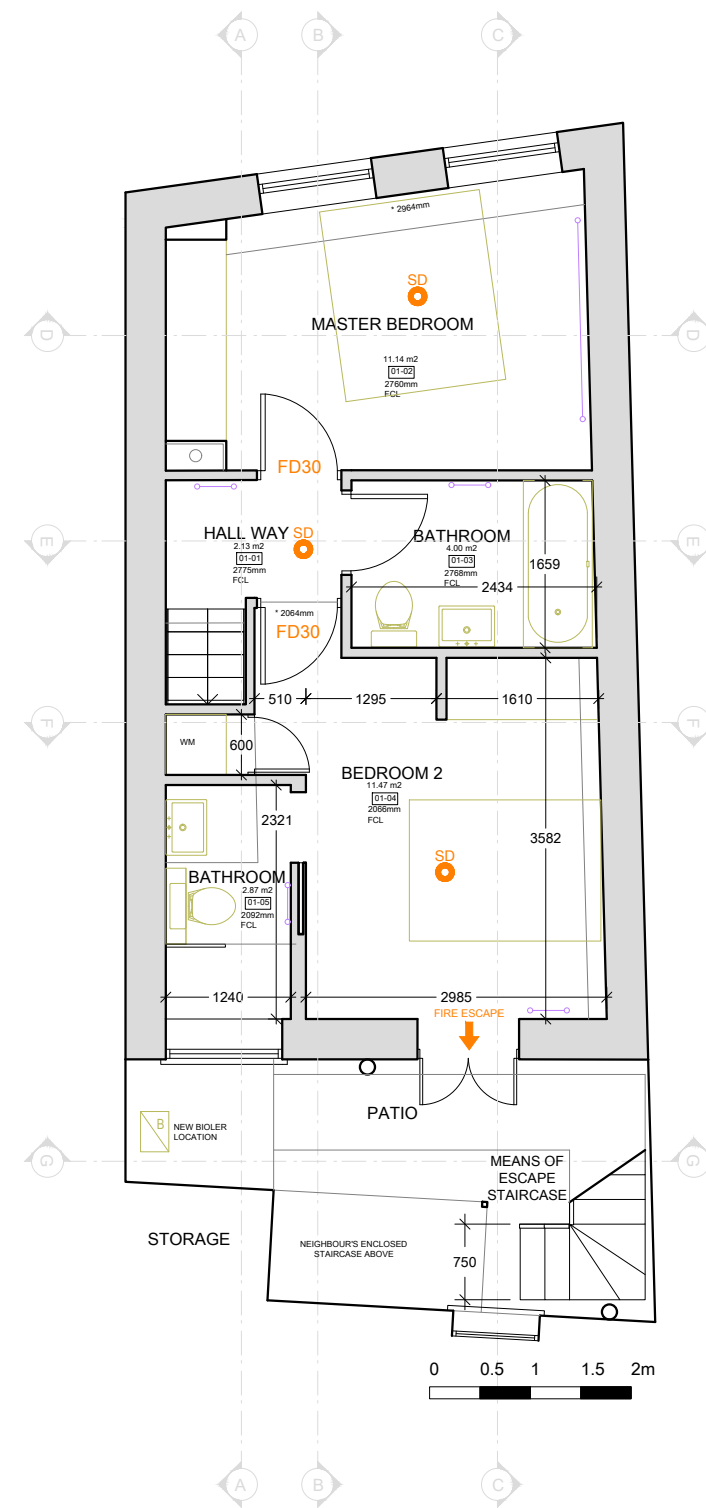 A
B
C
* 2964mm
SD
MASTER BEDROOM
11.14 m2
01-02
2760mm
FCL
D
D
FD30
HALL WAY
SD
2.13 m2
01-01
2775mm
FCL
BATHROOM
4.00 m2
01-03
2768mm
FCL
E
E
1659
2434
* 2064mm
FD30
510
1295
1610
F
F
WM
600
BEDROOM 2
11.47 m2
01-04
2066mm
FCL
2321
3582
SD
BATHROOM
2.87 m2
01-05
2092mm
FCL
1240
2985
FIRE ESCAPE
PATIO
B
NEW BIOLER
LOCATION
G
G
MEANS OF
ESCAPE
STAIRCASE
STORAGE
NEIGHBOUR'S ENCLOSED
STAIRCASE ABOVE
750
0 0.5 1 1.5 2m
A
B
C